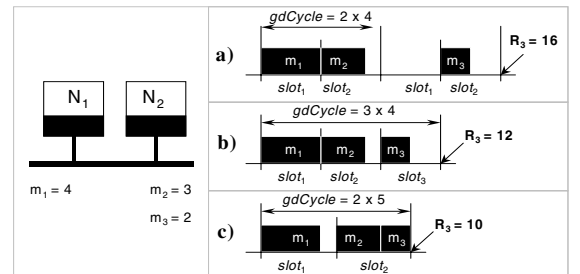 N1 N2
m1 = 4 m2 = 3
m3 = 2
a)
gdCycle = 2 x 4
R3 = 16
m1 m2 m3
slot1 slot2 slot1 slot2
b)
gdCycle = 3 x 4
R3 = 12
m1 m2 m3
slot1 slot2 slot3
c)
gdCycle = 2 x 5
R3 = 10
m1 m2 m3
slot1 slot2